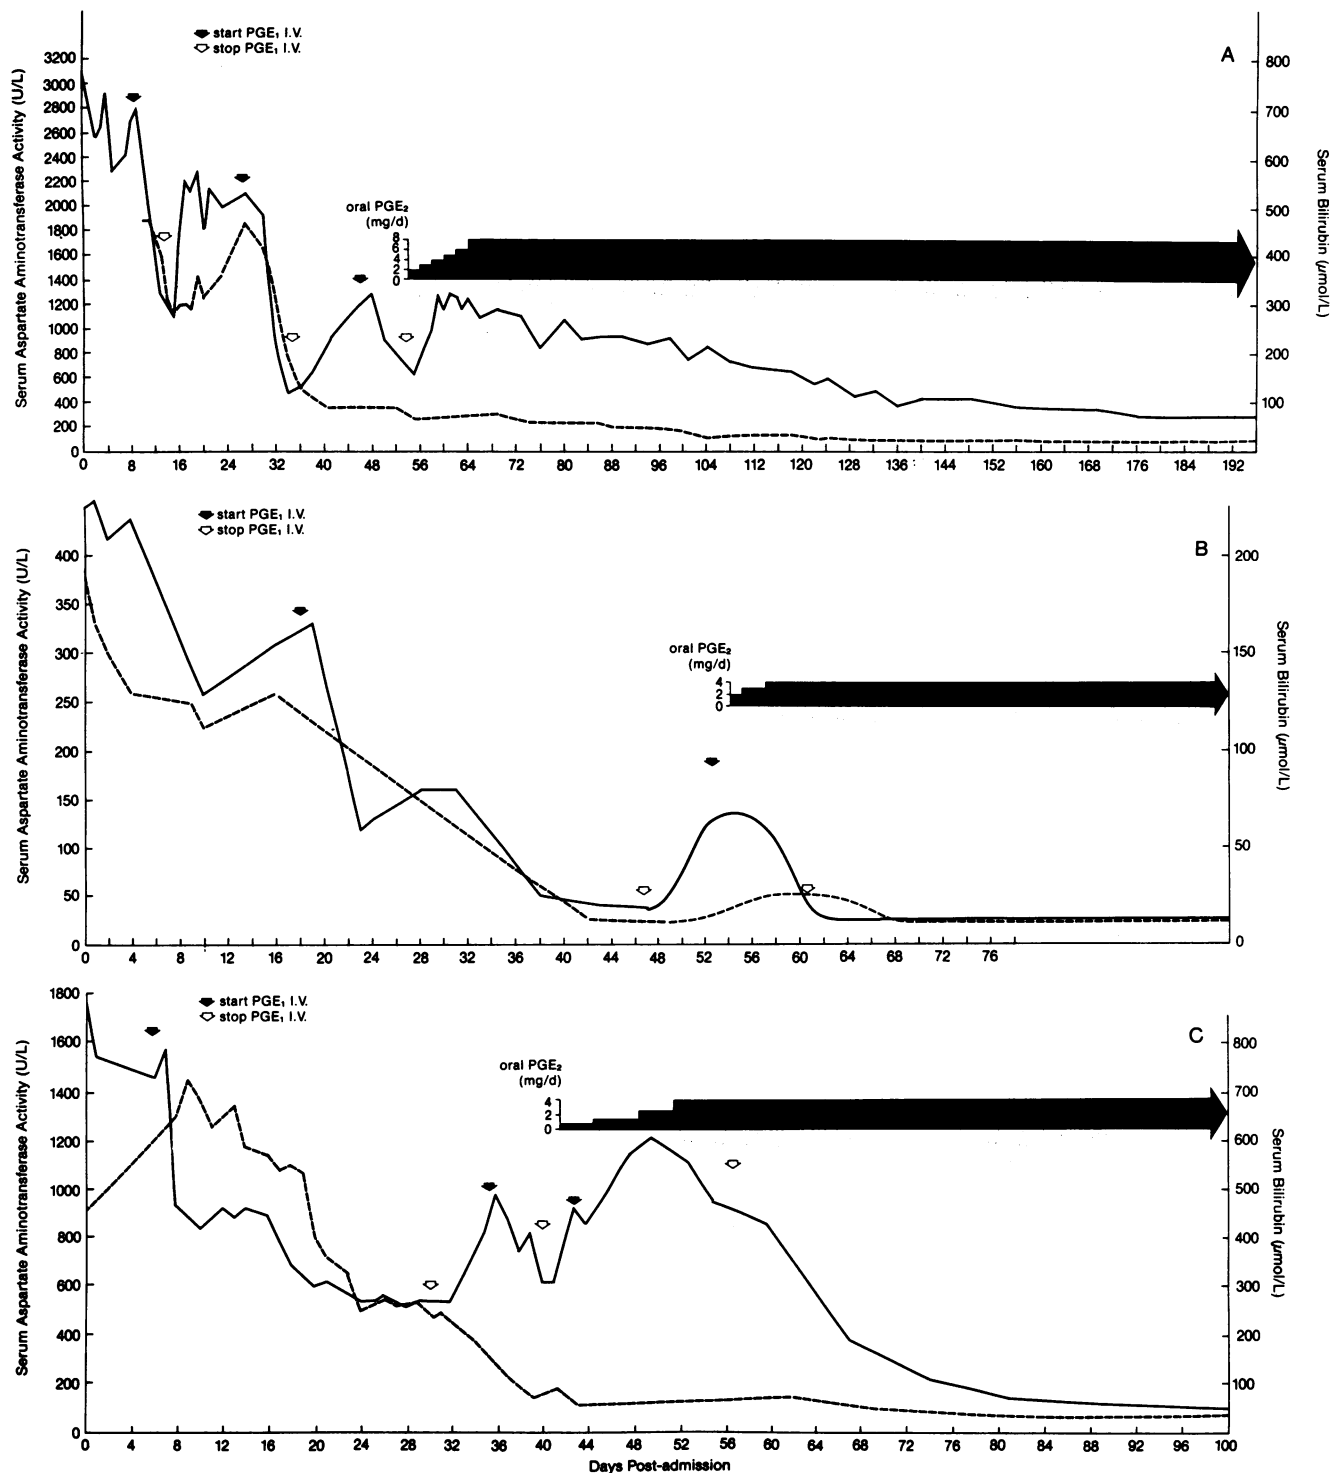 start PGE₁ I.V.
stop PGE₁ I.V.
A
Serum Aspartate Aminotransferase Activity (U/L)
3200
3000
2800
2600
2400
2200
2000
1800
1600
1400
1200
1000
800
600
400
200
0
oral PGE₂
(mg/d)
8
6
4
2
0
800
700
600
500
400
300
200
100
Serum Bilirubin (μmol/L)
0 8 16 24 32 40 48 56 64 72 80 88 96 104 112 120 128 136 144 152 160 168 176 184 192
start PGE₁ I.V.
stop PGE₁ I.V.
B
Serum Aspartate Aminotransferase Activity (U/L)
400
350
300
250
200
150
100
50
0
oral PGE₂
(mg/d)
4
2
0
200
150
100
50
0
Serum Bilirubin (μmol/L)
0 4 8 12 16 20 24 28 32 36 40 44 48 52 56 60 64 68 72 76
start PGE₁ I.V.
stop PGE₁ I.V.
C
Serum Aspartate Aminotransferase Activity (U/L)
1800
1600
1400
1200
1000
800
600
400
200
0
oral PGE₂
(mg/d)
4
2
0
800
700
600
500
400
300
200
100
Serum Bilirubin (μmol/L)
0 4 8 12 16 20 24 28 32 36 40 44 48 52 56 60 64 68 72 76 80 84 88 92 96 100
Days Post-admission